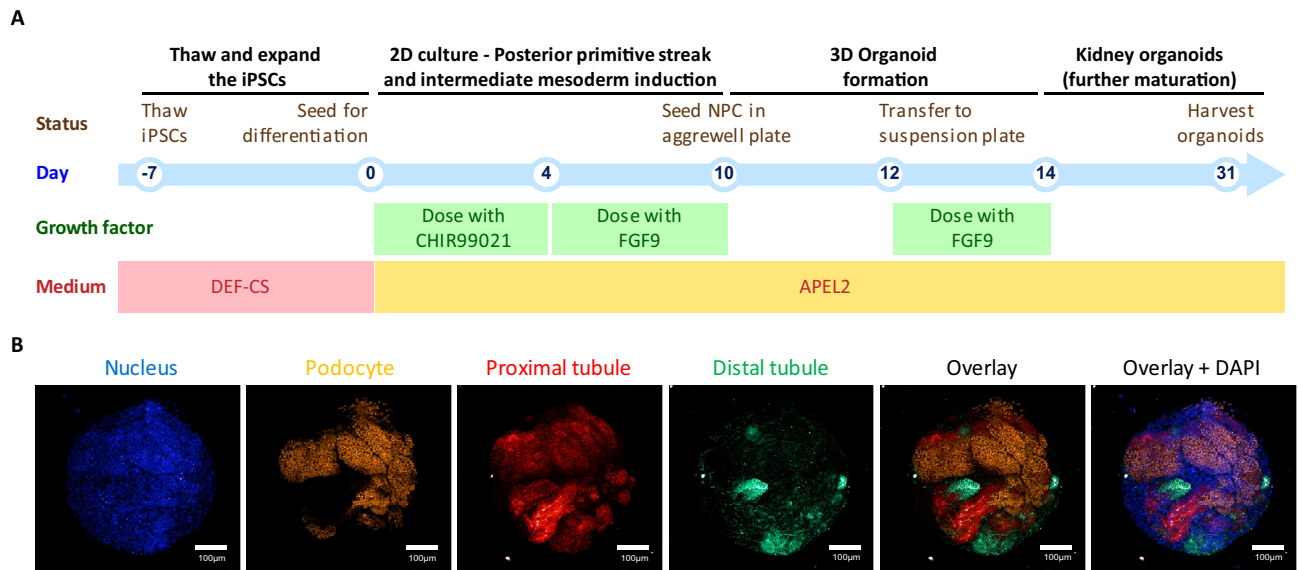 A
Thaw and expand
the iPSCs
2D culture - Posterior primitive streak
and intermediate mesoderm induction
3D Organoid
formation
Kidney organoids
(further maturation)
Status
Thaw
iPSCs
Seed for
differentiation
Seed NPC in
aggrewell plate
Transfer to
suspension plate
Harvest
organoids
Day
-7
0
4
10
12
14
31
Growth factor
Dose with
CHIR99021
Dose with
FGF9
Dose with
FGF9
Medium
DEF-CS
APEL2
B
Nucleus
Podocyte
Proximal tubule
Distal tubule
Overlay
Overlay + DAPI
100µm
100µm
100µm
100µm
100µm
100µm